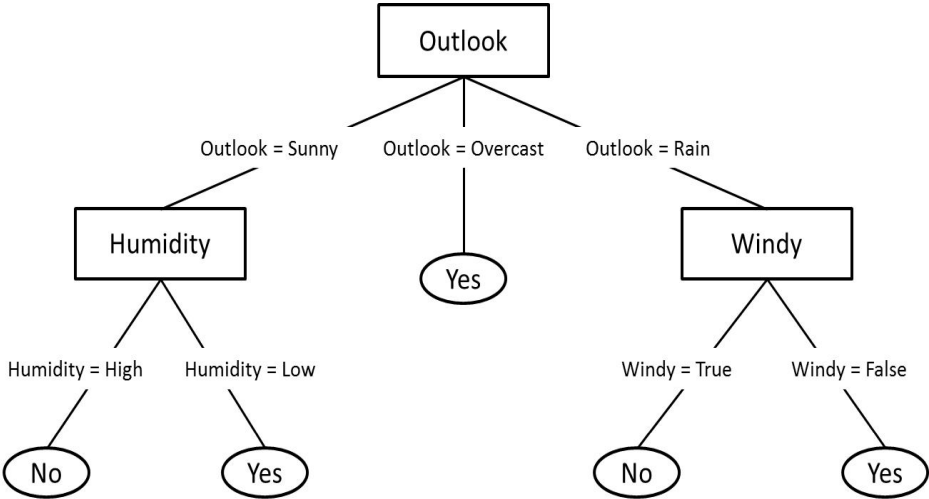 Outlook
Outlook = Sunny
Outlook = Overcast
Outlook = Rain
Humidity
Windy
Yes
Humidity = High
Humidity = Low
Windy = True
Windy = False
No
Yes
No
Yes